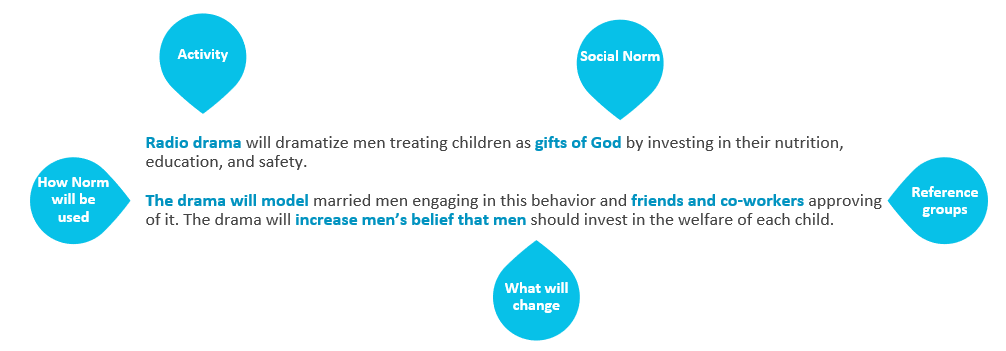 Activity
Social Norm
Radio drama will dramatize men treating children as gifts of God by investing in their nutrition,
education, and safety.
How Norm
will be
used
The drama will model married men engaging in this behavior and friends and co-workers approving
of it. The drama will increase men’s belief that men should invest in the welfare of each child.
Reference
groups
What will
change